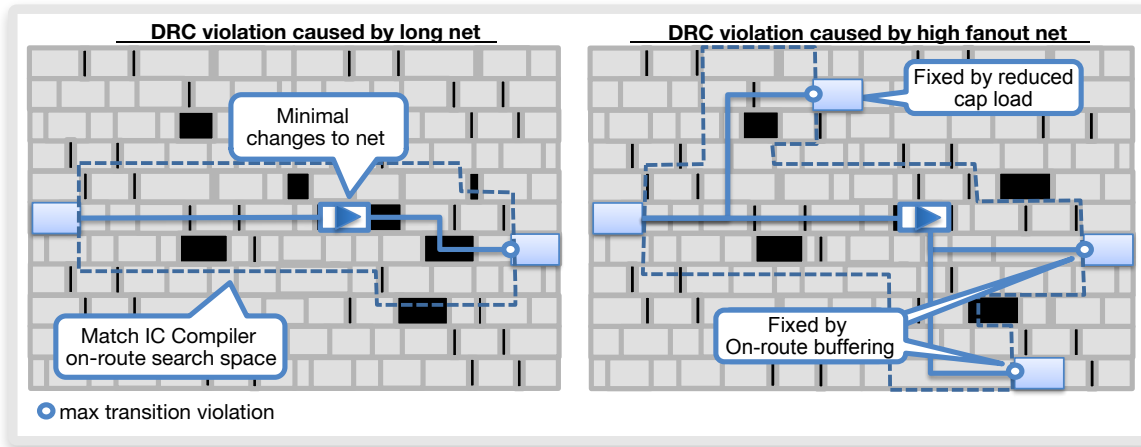 DRC violation caused by long net
Minimal
changes to net
Match IC Compiler
on-route search space
DRC violation caused by high fanout net
Fixed by reduced
cap load
Fixed by
On-route buffering
max transition violation